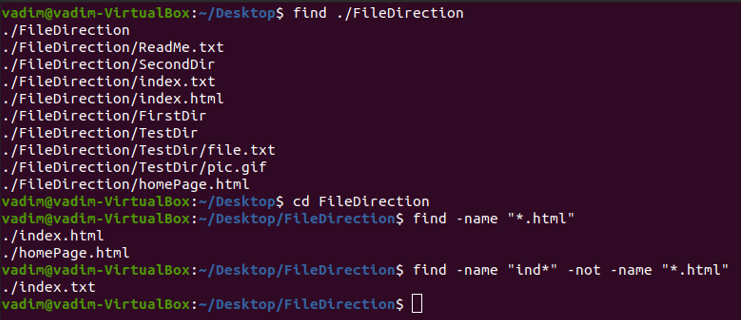 vadim@vadim-VirtualBox:~/Desktop$ find ./FileDirection
./FileDirection
./FileDirection/ReadMe.txt
./FileDirection/SecondDir
./FileDirection/index.txt
./FileDirection/index.html
./FileDirection/FirstDir
./FileDirection/TestDir
./FileDirection/TestDir/file.txt
./FileDirection/TestDir/pic.gif
./FileDirection/homePage.html
vadim@vadim-VirtualBox:~/Desktop$ cd FileDirection
vadim@vadim-VirtualBox:~/Desktop/FileDirection$ find -name "*.html"
./index.html
./homePage.html
vadim@vadim-VirtualBox:~/Desktop/FileDirection$ find -name "ind*" -not -name "*.html"
./index.txt
vadim@vadim-VirtualBox:~/Desktop/FileDirection$